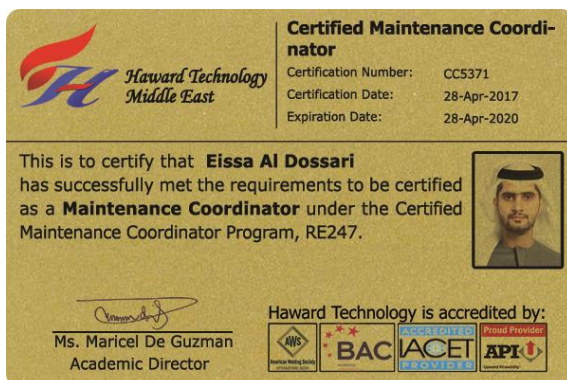 Haward Technology
Middle East
Certified Maintenance Coordi-
nator
Certification Number: CC5371
Certification Date: 28-Apr-2017
Expiration Date: 28-Apr-2020
This is to certify that Eissa Al Dossari
has successfully met the requirements to be certified
as a Maintenance Coordinator under the Certified
Maintenance Coordinator Program, RE247.
Ms. Maricel De Guzman
Academic Director
Haward Technology is accredited by:
AWS
American Welding Society
BAC
ACCREDITED
IACET
PROVIDER
Proud Provider
API U